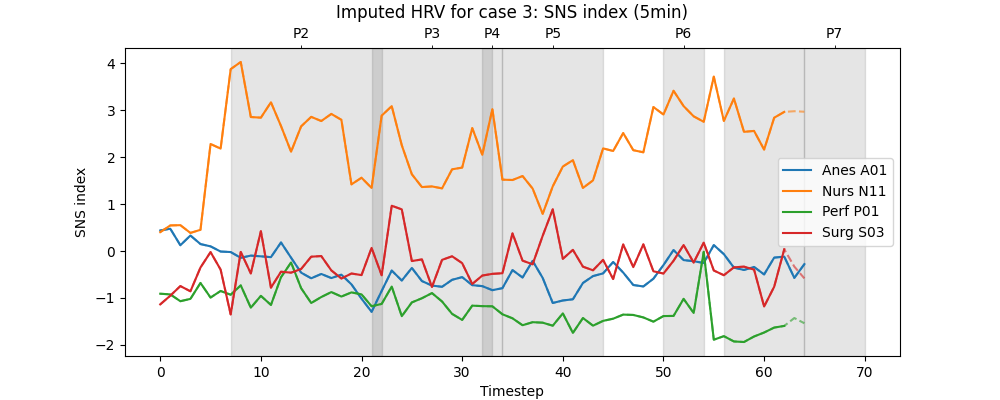 Imputed HRV for case 3: SNS index (5min)
P2 P3 P4 P5 P6 P7
4
3
2
1
0
−1
−2
SNS index
Anes A01
Nurs N11
Perf P01
Surg S03
0 10 20 30 40 50 60 70
Timestep